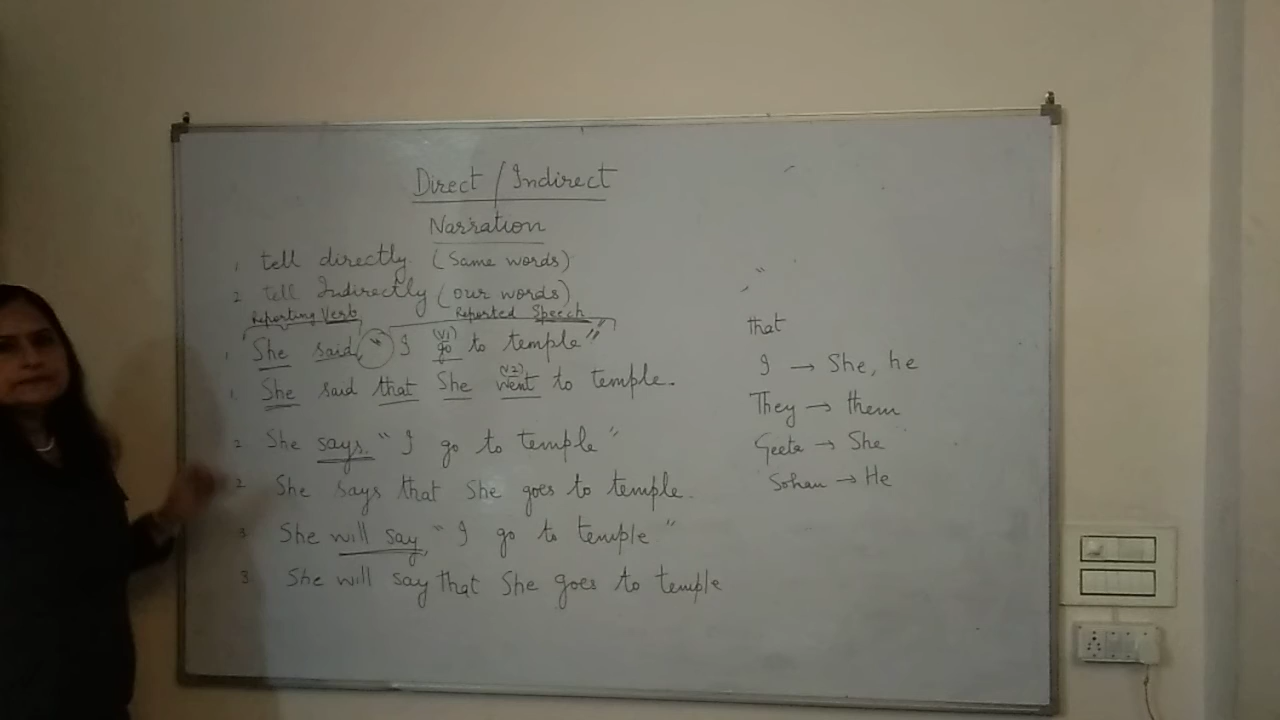 Direct / Indirect
Narration
1. tell directly (Same words)
2 tell Indirectly (our words)
Reporting Verb Reported Speech
(V1)
1. She said, " I go to temple"
(V2)
1. She said that She went to temple.
2 She says, " I go to temple"
2. She says that She goes to temple.
3 She will say, " I go to temple"
3 She will say that She goes to temple
that
I → She, he
They → them
Geeta → She
Sohan → He